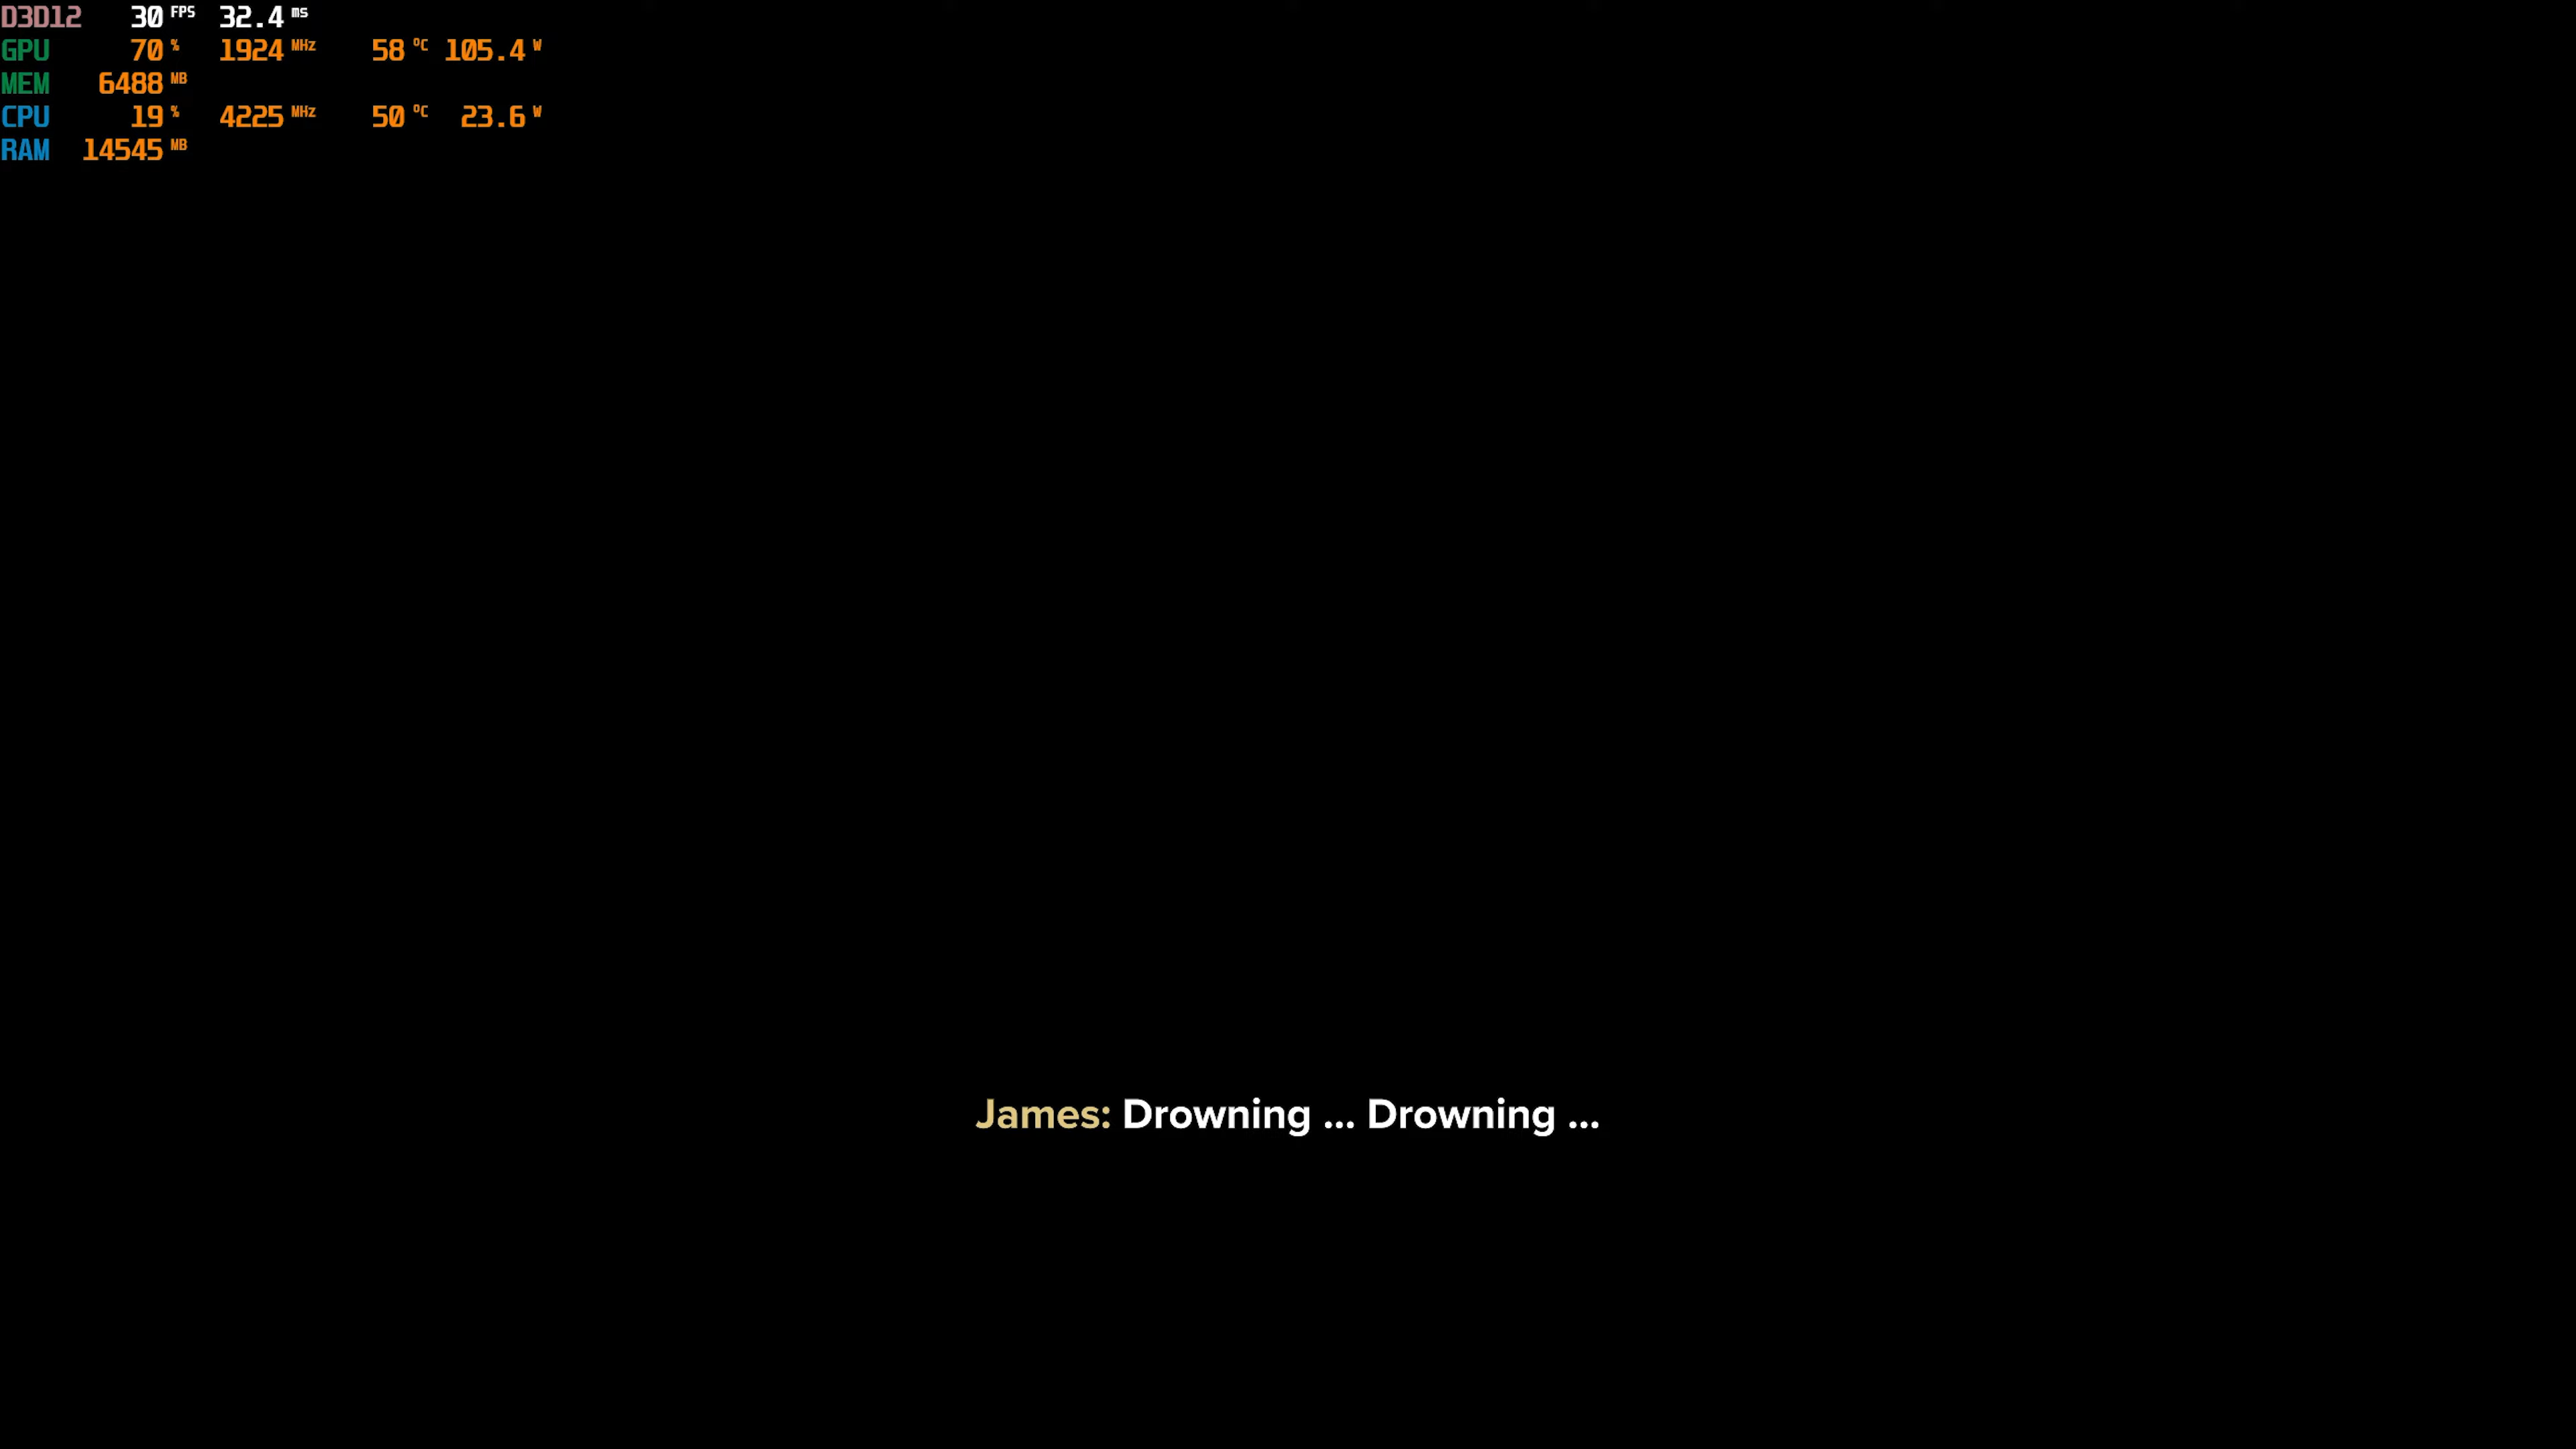 D3D12 30 FPS 32.4 ms
GPU 70 % 1924 MHz 58 °C 105.4 W
MEM 6488 MB
CPU 19 % 4225 MHz 50 °C 23.6 W
RAM 14545 MB
James: Drowning ... Drowning ...